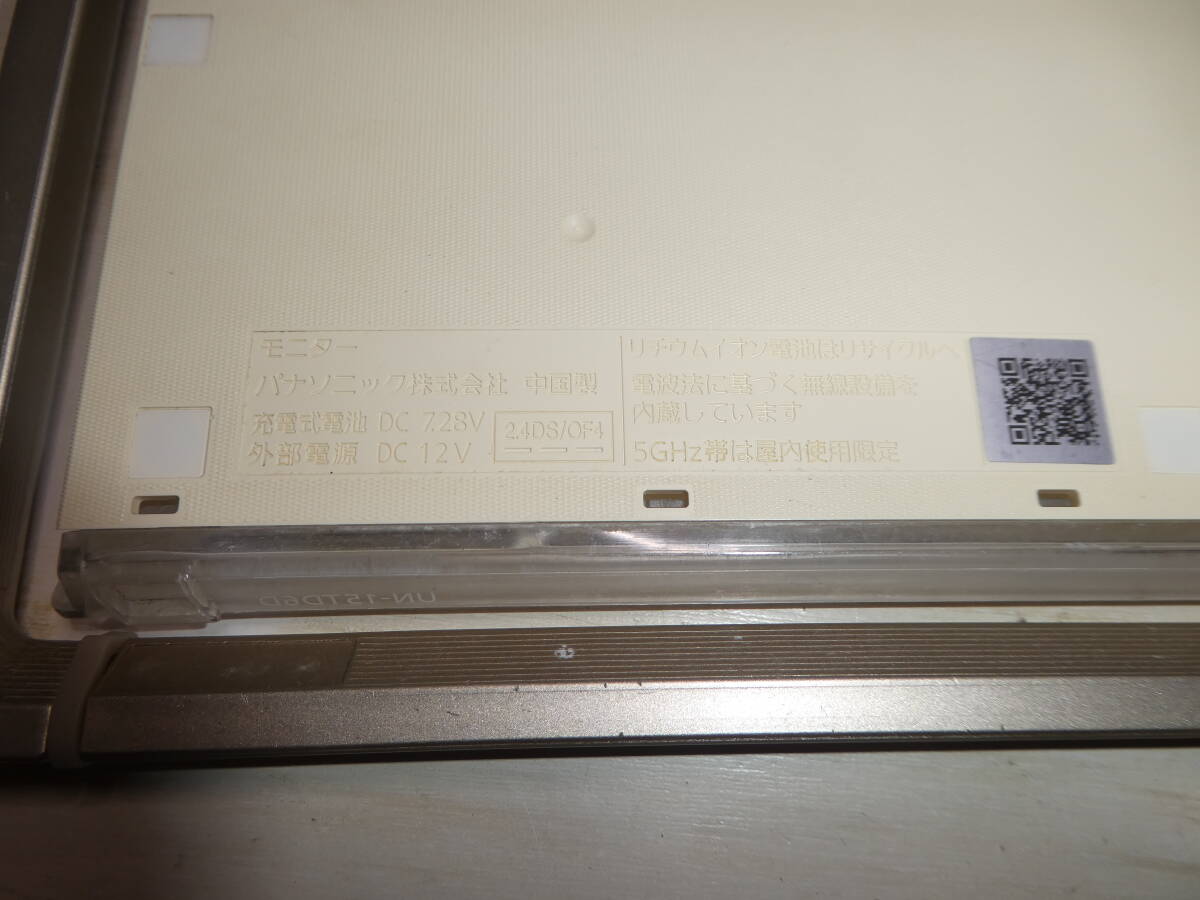 モニター
パナソニック株式会社 中国製
充電式電池 DC 7.28V
外部電源 DC 12V
2.4DS/OF4
リチウムイオン電池はリサイクルへ
電波法に基づく無線設備を
内蔵しています
5GHz帯は屋内使用限定
UN-15TD6D